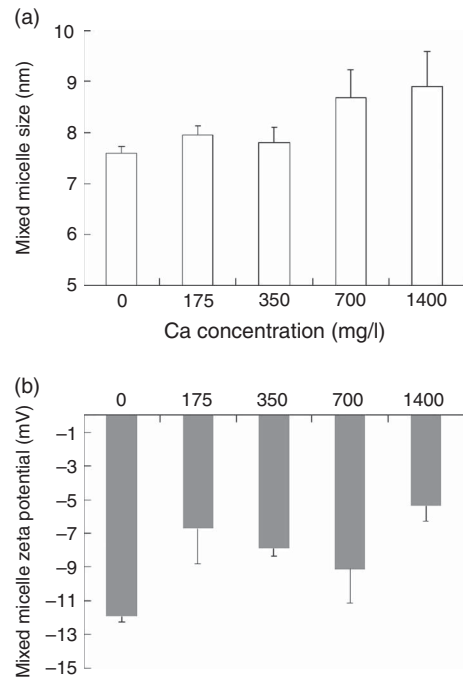 (a)
Mixed micelle size (nm)
10
9
8
7
6
5
0 175 350 700 1400
Ca concentration (mg/l)
(b)
Mixed micelle zeta potential (mV)
0 175 350 700 1400
−1
−3
−5
−7
−9
−11
−13
−15